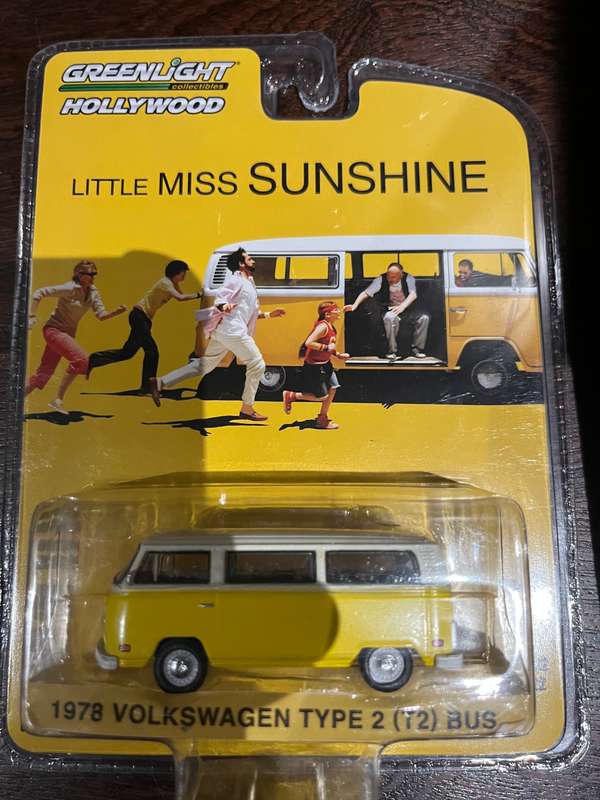 GREENLIGHT®
collectibles
HOLLYWOOD
LITTLE MISS SUNSHINE
1978 VOLKSWAGEN TYPE 2 (T2) BUS